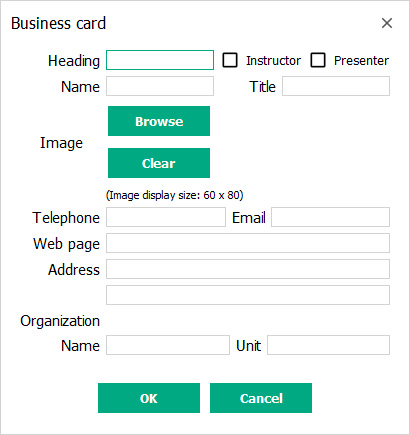 Business card
Heading Instructor Presenter
Name Title
Browse
Image
Clear
(Image display size: 60 x 80)
Telephone Email
Web page
Address
Organization
Name Unit
OK Cancel